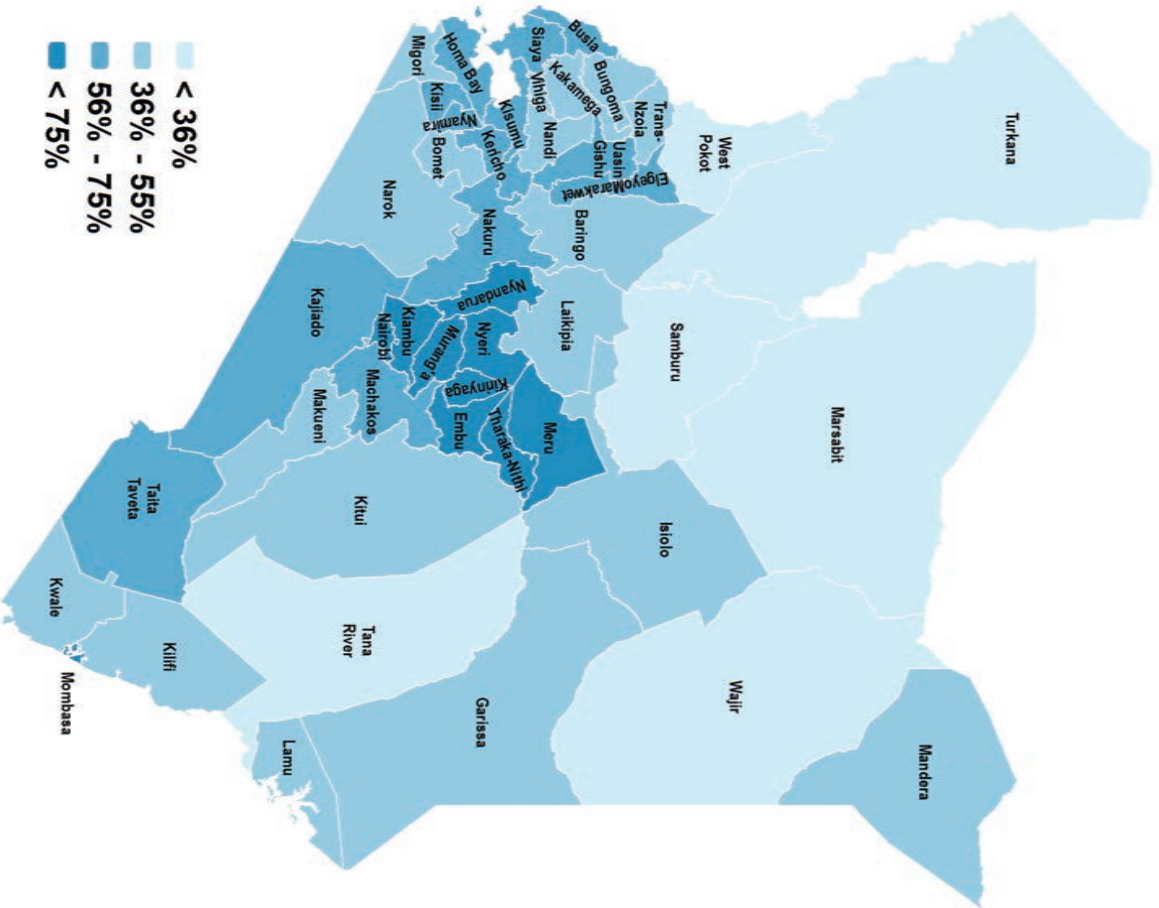 Turkana
Mandera
Marsabit
Wajir
West
Pokot
Samburu
Isiolo
Trans-
Nzoia
Bungoma
Uasin
Gishu
ElgeyoMarakwet
Baringo
Busia
Kakamega
Laikipia
Siaya
Vihiga
Nandi
Meru
Kisumu
Kericho
Nakuru
Nyandarua
Nyeri
Kirinyaga
Tharaka-Nithi
Garissa
Homa Bay
Nyamira
Kisii
Bomet
Murang'a
Embu
Migori
Narok
Kiambu
Nairobi
Machakos
Kitui
Tana
River
Kajiado
Makueni
Lamu
Taita
Taveta
Kilifi
Kwale
Mombasa
< 36%
36% - 55%
56% - 75%
< 75%